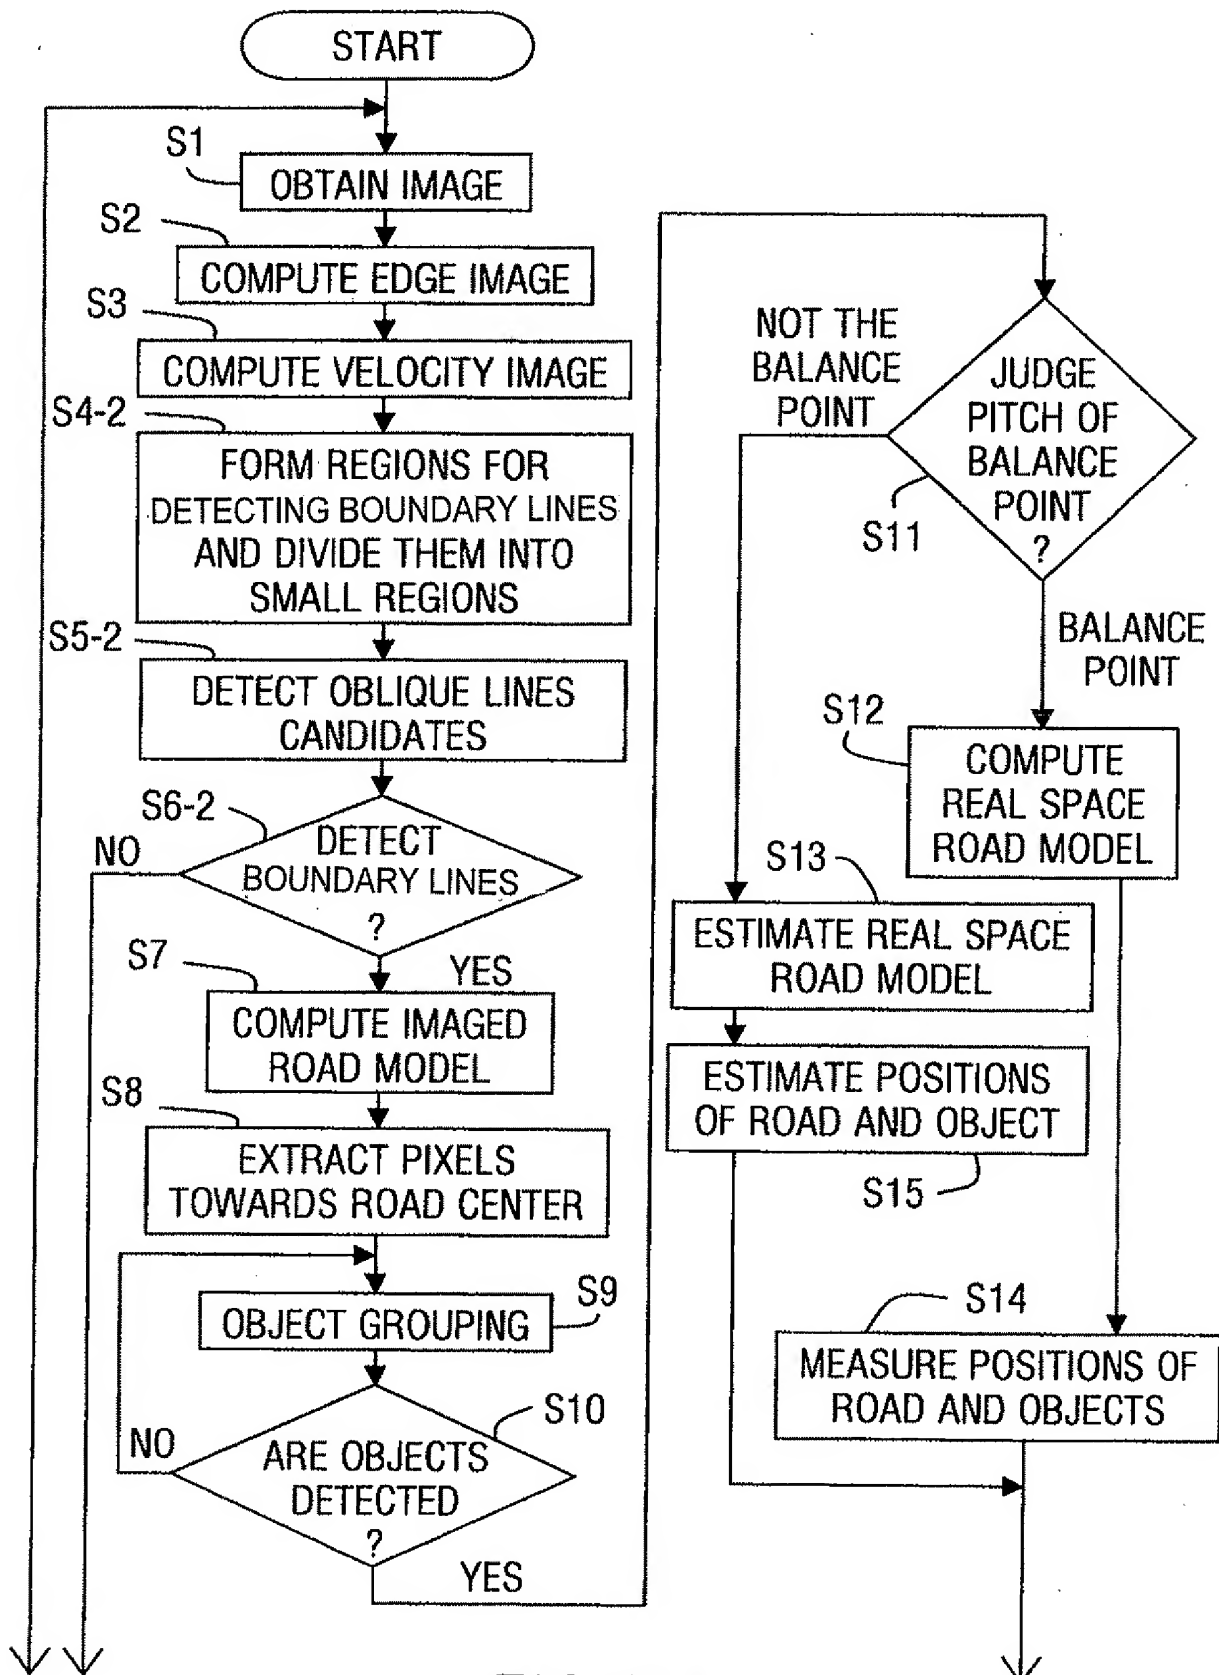 START
S1
OBTAIN IMAGE
S2
COMPUTE EDGE IMAGE
S3
COMPUTE VELOCITY IMAGE
S4-2
FORM REGIONS FOR
DETECTING BOUNDARY LINES
AND DIVIDE THEM INTO
SMALL REGIONS
S5-2
DETECT OBLIQUE LINES
CANDIDATES
S6-2
NO
DETECT
BOUNDARY LINES
?
S7
YES
COMPUTE IMAGED
ROAD MODEL
S8
EXTRACT PIXELS
TOWARDS ROAD CENTER
OBJECT GROUPING
S9
S10
NO
ARE OBJECTS
DETECTED
?
YES
NOT THE
BALANCE
POINT
JUDGE
PITCH OF
BALANCE
POINT
?
S11
BALANCE
POINT
S12
COMPUTE
REAL SPACE
ROAD MODEL
S13
ESTIMATE REAL SPACE
ROAD MODEL
ESTIMATE POSITIONS
OF ROAD AND OBJECT
S15
S14
MEASURE POSITIONS OF
ROAD AND OBJECTS